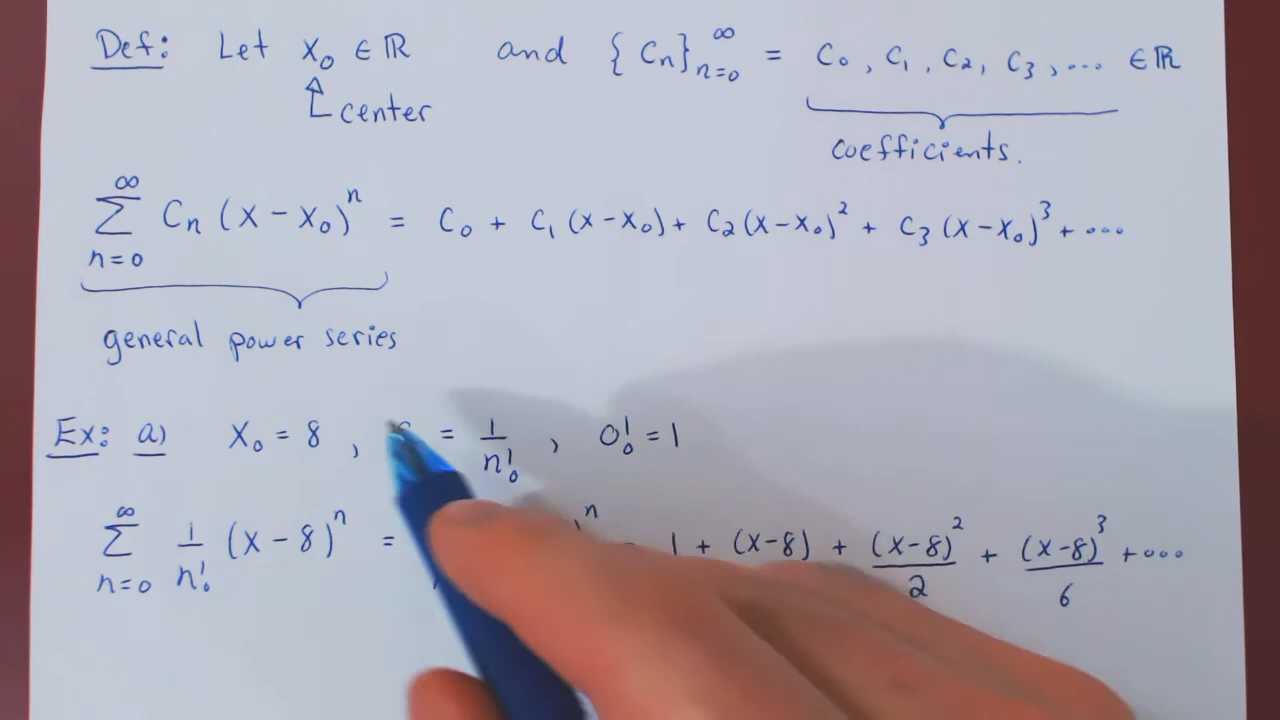 Def: Let x₀ ∈ ℝ and {Cn}_{n=0}^∞ = C₀, C₁, C₂, C₃, ... ∈ ℝ
center
coefficients.
∑_{n=0}^∞ Cn (x - x₀)^n = C₀ + C₁(x - x₀) + C₂(x - x₀)² + C₃(x - x₀)³ + ...
general power series
Ex: a) x₀ = 8, = 1/n!, 0! = 1
∑_{n=0}^∞ 1/n! (x - 8)^n = 1 + (x-8) + (x-8)²/2 + (x-8)³/6 + ...